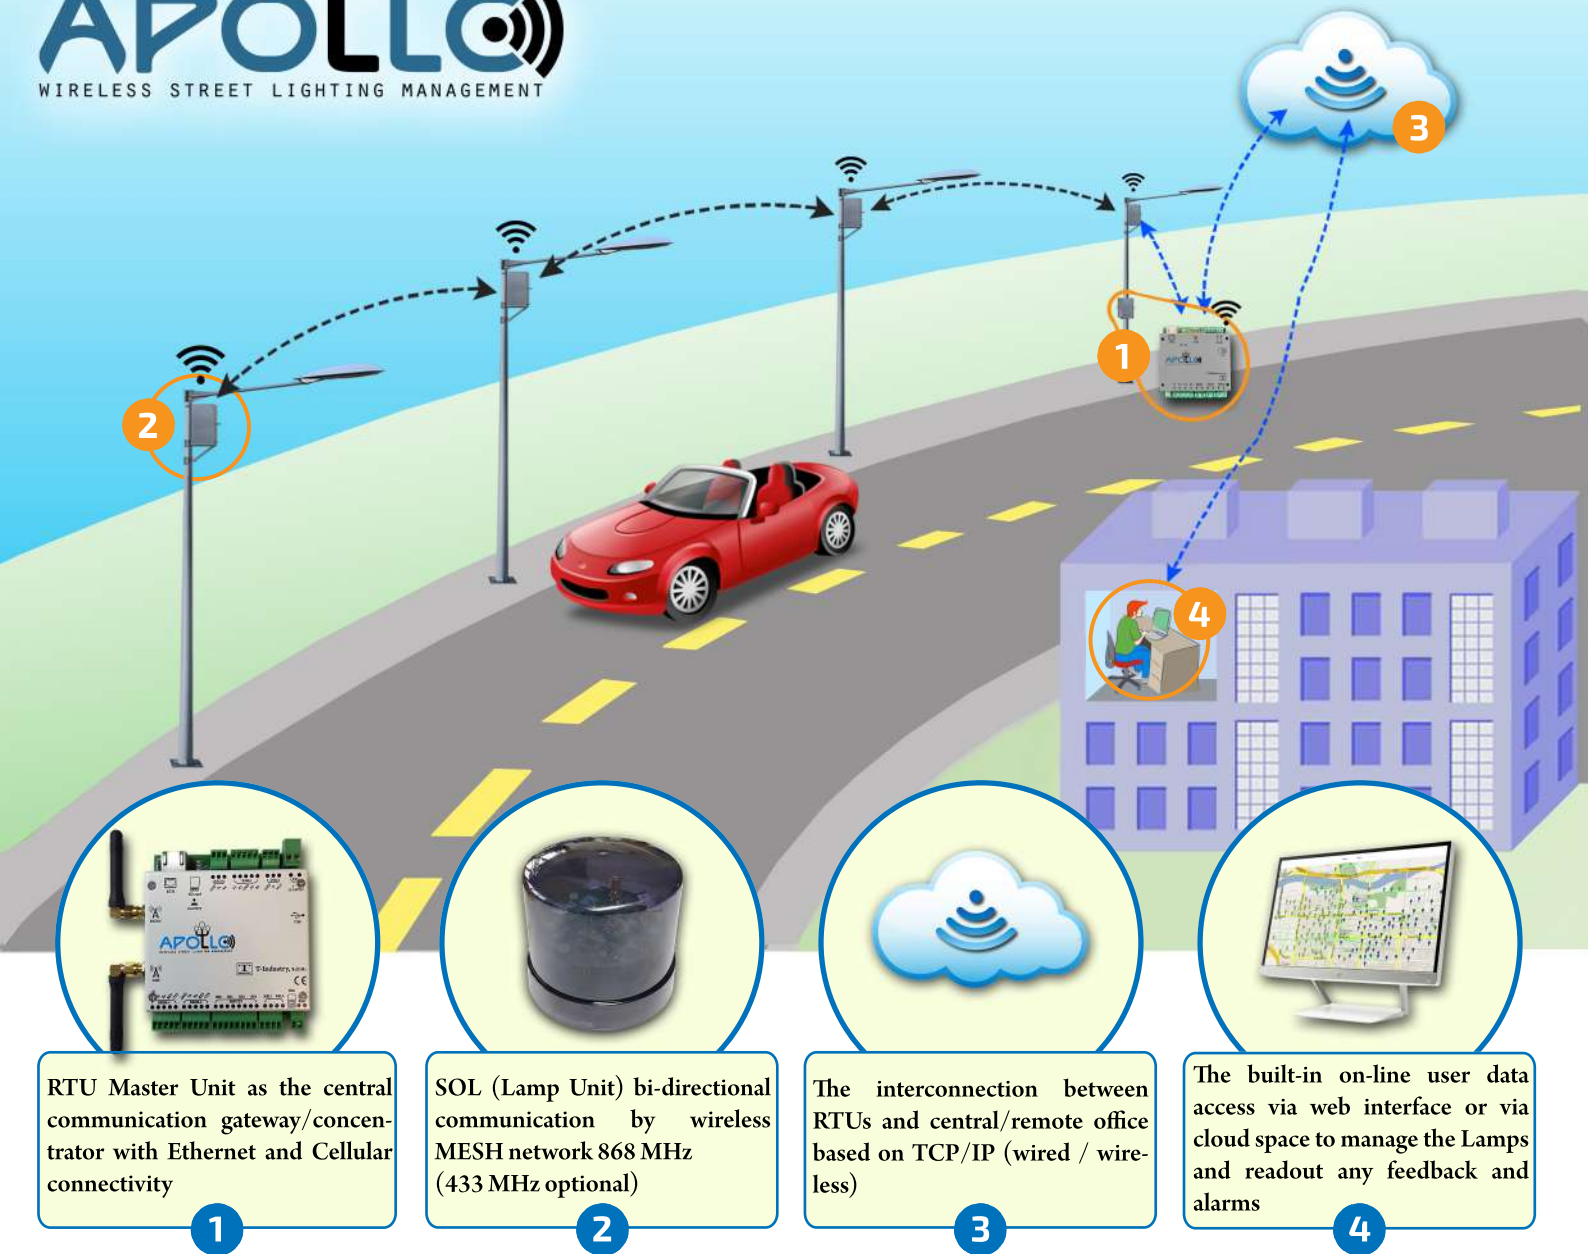 APOLLO
WIRELESS STREET LIGHTING MANAGEMENT
3
1
2
APOLLO
4
APOLLO
T-Industry, s.r.o.
CE
RTU Master Unit as the central
communication gateway/concen-
trator with Ethernet and Cellular
connectivity
1
SOL (Lamp Unit) bi-directional
communication by wireless
MESH network 868 MHz
(433 MHz optional)
2
The interconnection between
RTUs and central/remote office
based on TCP/IP (wired / wire-
less)
3
The built-in on-line user data
access via web interface or via
cloud space to manage the Lamps
and readout any feedback and
alarms
4